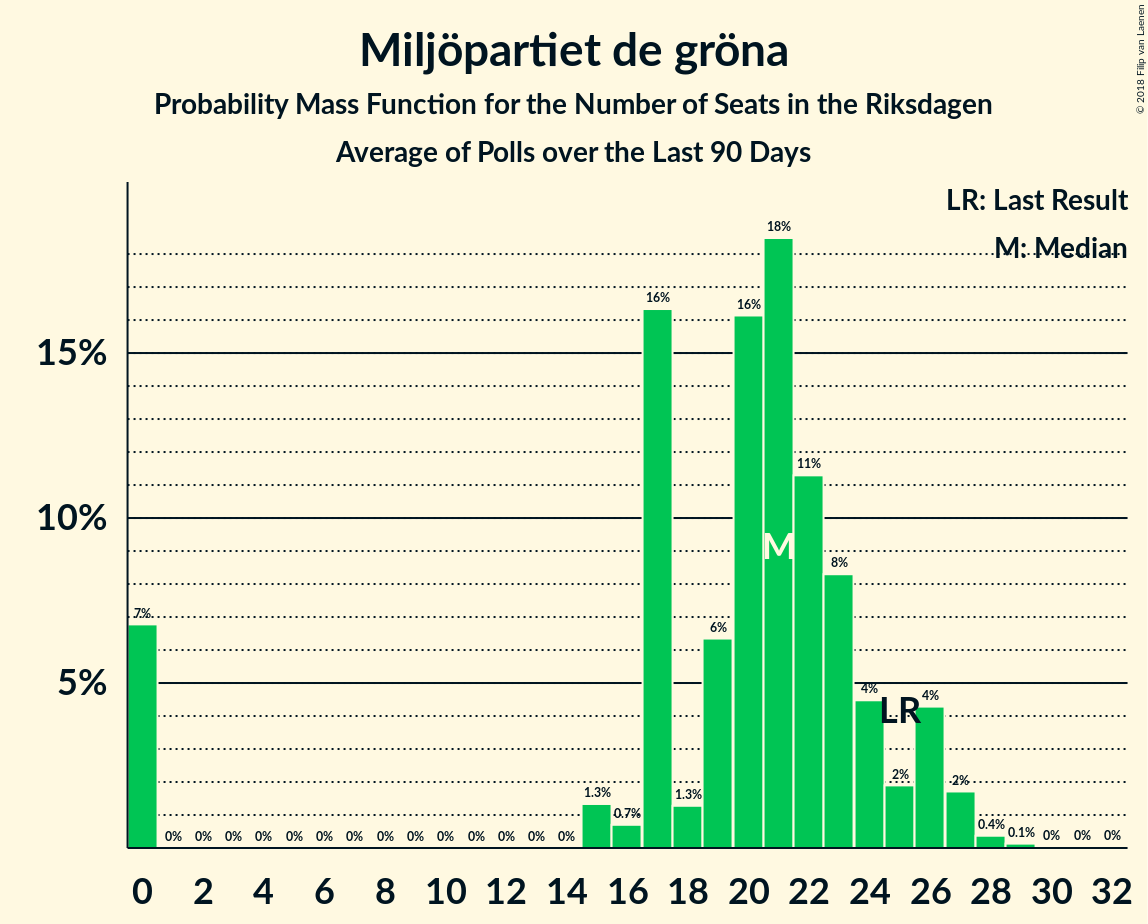 Miljöpartiet de gröna
Probability Mass Function for the Number of Seats in the Riksdagen
Average of Polls over the Last 90 Days
© 2018 Filip van Laenen
LR: Last Result
M: Median
15%
10%
5%
7% 0% 0% 0% 0% 0% 0% 0% 0% 0% 0% 0% 0% 0% 0% 1.3% 0.7% 16% 1.3% 6% 16% 18% 11% 8% 4% 2% 4% 2% 0.4% 0.1% 0% 0% 0%
M
LR
0 2 4 6 8 10 12 14 16 18 20 22 24 26 28 30 32